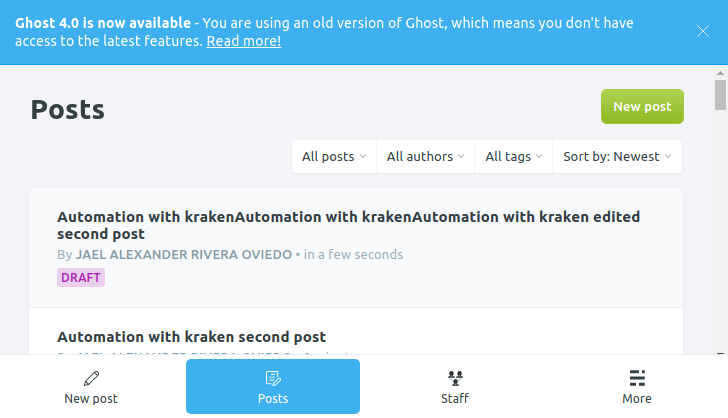 Ghost 4.0 is now available - You are using an old version of Ghost, which means you don't have
access to the latest features. Read more!
Posts
New post
All posts
All authors
All tags
Sort by: Newest
Automation with krakenAutomation with krakenAutomation with kraken edited
second post
By JAEL ALEXANDER RIVERA OVIEDO • in a few seconds
DRAFT
Automation with kraken second post
New post
Posts
Staff
More